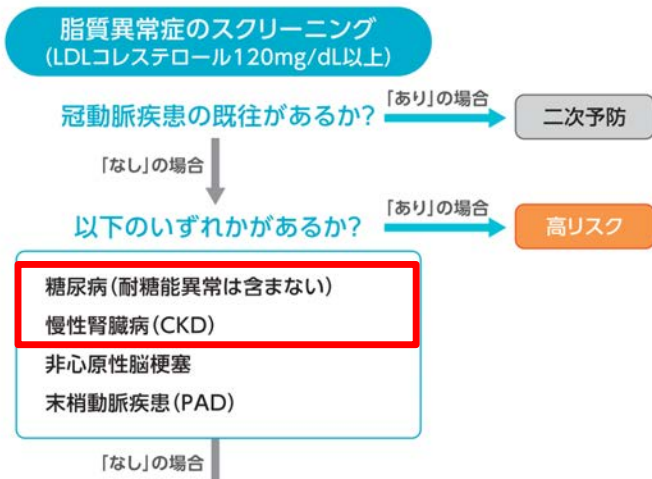 脂質異常症のスクリーニング
(LDLコレステロール120mg/dL以上)
冠動脈疾患の既往があるか?
「あり」の場合
二次予防
「なし」の場合
以下のいずれかがあるか?
「あり」の場合
高リスク
糖尿病(耐糖能異常は含まない)
慢性腎臓病(CKD)
非心原性脳梗塞
末梢動脈疾患(PAD)
「なし」の場合